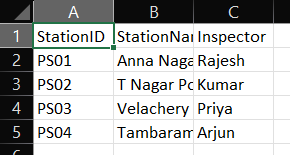 A B C
1 StationID StationNar Inspector
2 PS01 Anna Naga Rajesh
3 PS02 T Nagar Po Kumar
4 PS03 Velachery Priya
5 PS04 Tambaram Arjun